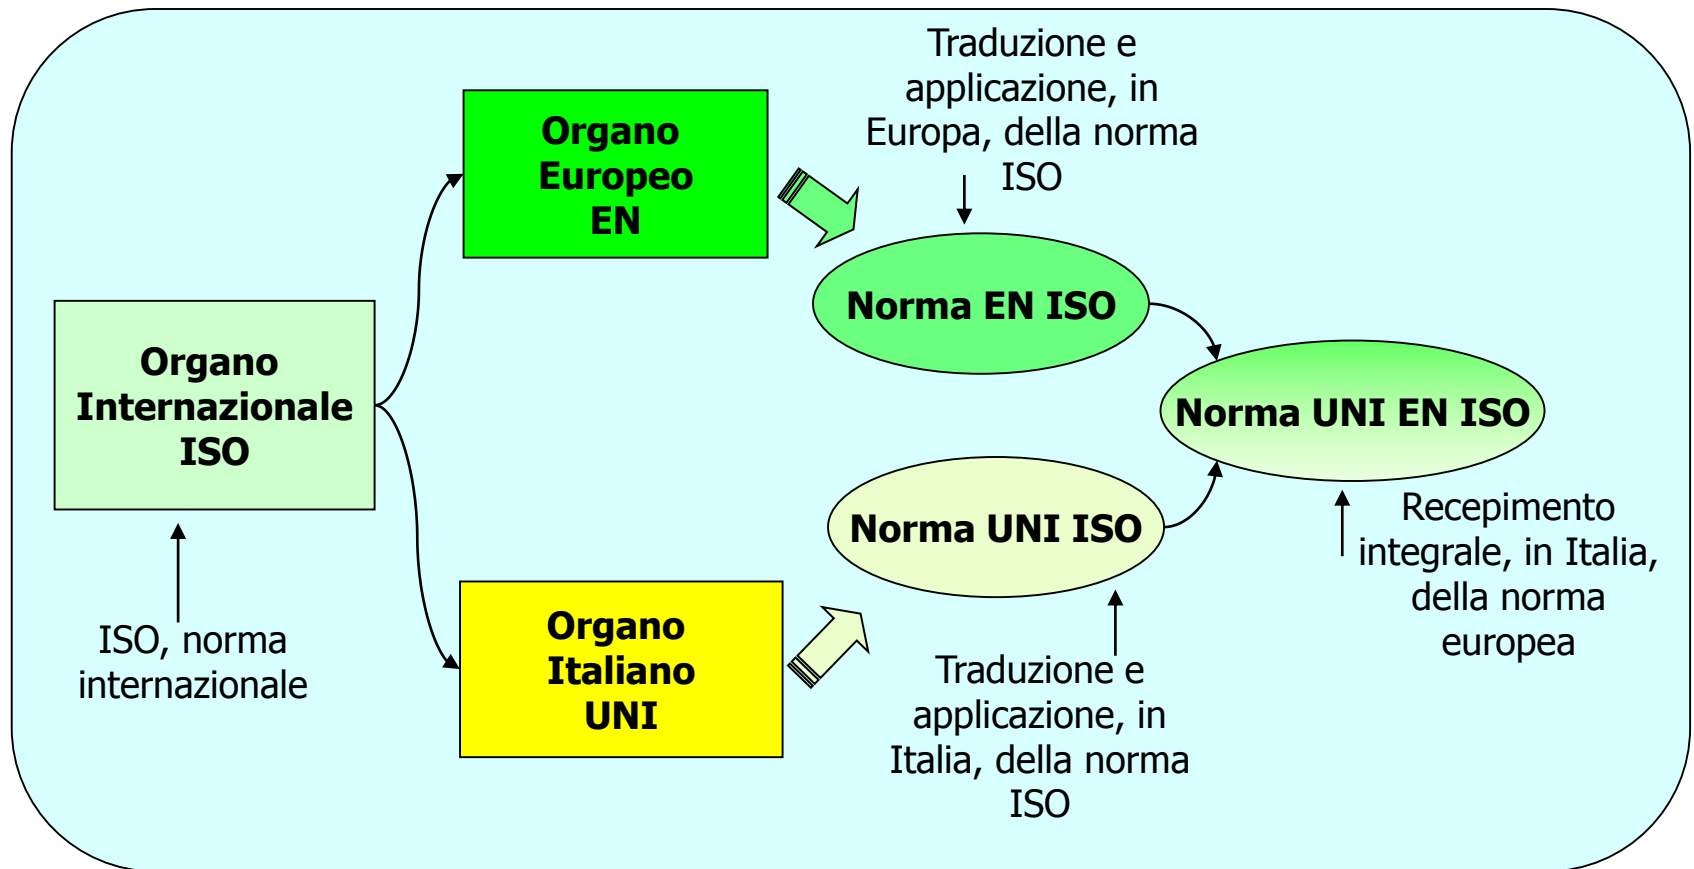 Traduzione e
applicazione, in
Europa, della norma
ISO
Organo
Europeo
EN
Norma EN ISO
Organo
Internazionale
ISO
Norma UNI EN ISO
Norma UNI ISO
Recepimento
integrale, in Italia,
della norma
europea
ISO, norma
internazionale
Organo
Italiano
UNI
Traduzione e
applicazione, in
Italia, della norma
ISO